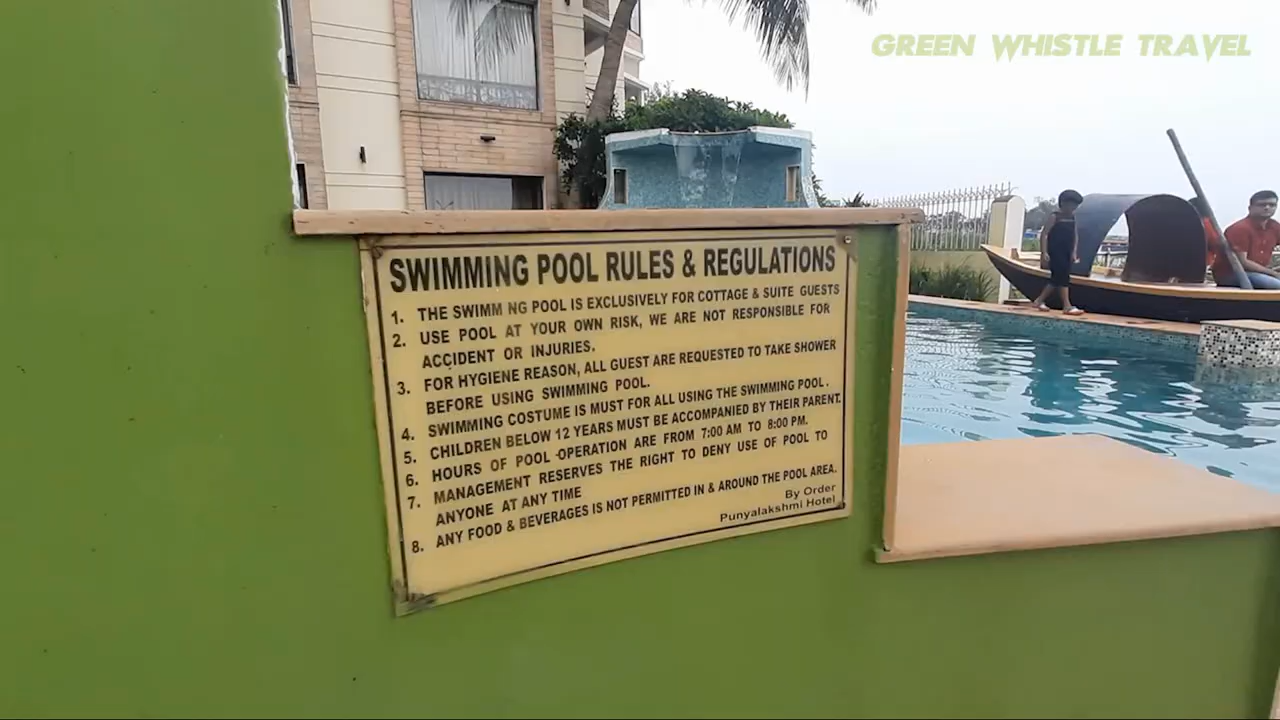 GREEN WHISTLE TRAVEL
SWIMMING POOL RULES & REGULATIONS
1. THE SWIMM NG POOL IS EXCLUSIVELY FOR COTTAGE & SUITE GUESTS
2. USE POOL AT YOUR OWN RISK, WE ARE NOT RESPONSIBLE FOR
ACCIDENT OR INJURIES.
3. FOR HYGIENE REASON, ALL GUEST ARE REQUESTED TO TAKE SHOWER
BEFORE USING SWIMMING POOL.
4. SWIMMING COSTUME IS MUST FOR ALL USING THE SWIMMING POOL.
5. CHILDREN BELOW 12 YEARS MUST BE ACCOMPANIED BY THEIR PARENT.
6. HOURS OF POOL OPERATION ARE FROM 7:00 AM TO 8:00 PM.
7. MANAGEMENT RESERVES THE RIGHT TO DENY USE OF POOL TO
ANYONE AT ANY TIME
8. ANY FOOD & BEVERAGES IS NOT PERMITTED IN & AROUND THE POOL AREA.
By Order
Punyalakshmi Hotel